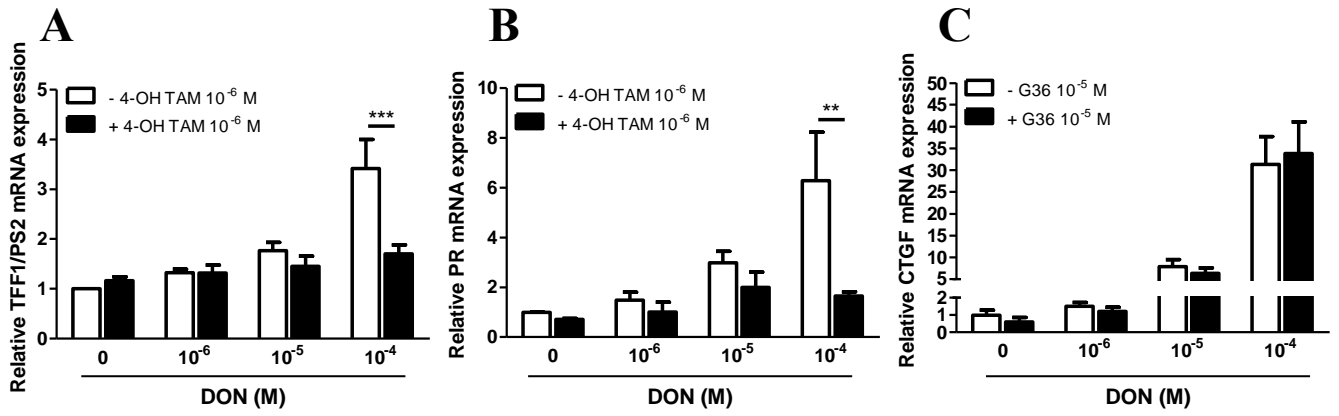 A
Relative TFF1/PS2 mRNA expression
5
4
3
2
1
0
- 4-OH TAM 10⁻⁶ M
+ 4-OH TAM 10⁻⁶ M
***
0 10⁻⁶ 10⁻⁵ 10⁻⁴
DON (M)
B
Relative PR mRNA expression
10
8
6
4
2
0
- 4-OH TAM 10⁻⁶ M
+ 4-OH TAM 10⁻⁶ M
**
0 10⁻⁶ 10⁻⁵ 10⁻⁴
DON (M)
C
Relative CTGF mRNA expression
50
45
40
35
30
25
20
15
10
5
2
1
0
- G36 10⁻⁵ M
+ G36 10⁻⁵ M
0 10⁻⁶ 10⁻⁵ 10⁻⁴
DON (M)